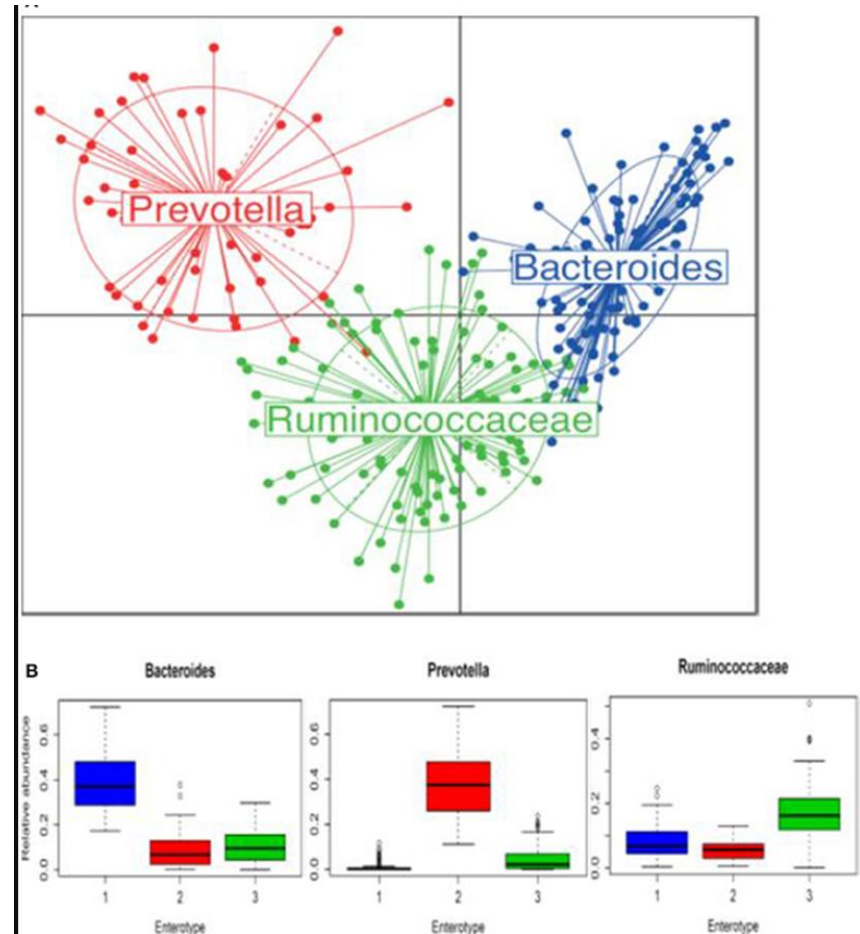 Prevotella
Bacteroides
Ruminococcaceae
B
Bacteroides
Prevotella
Ruminococcaceae
Relative abundance
0.0 0.2 0.4 0.6
0.0 0.2 0.4 0.6
0.0 0.2 0.4
1 2 3
1 2 3
1 2 3
Enterotype
Enterotype
Enterotype